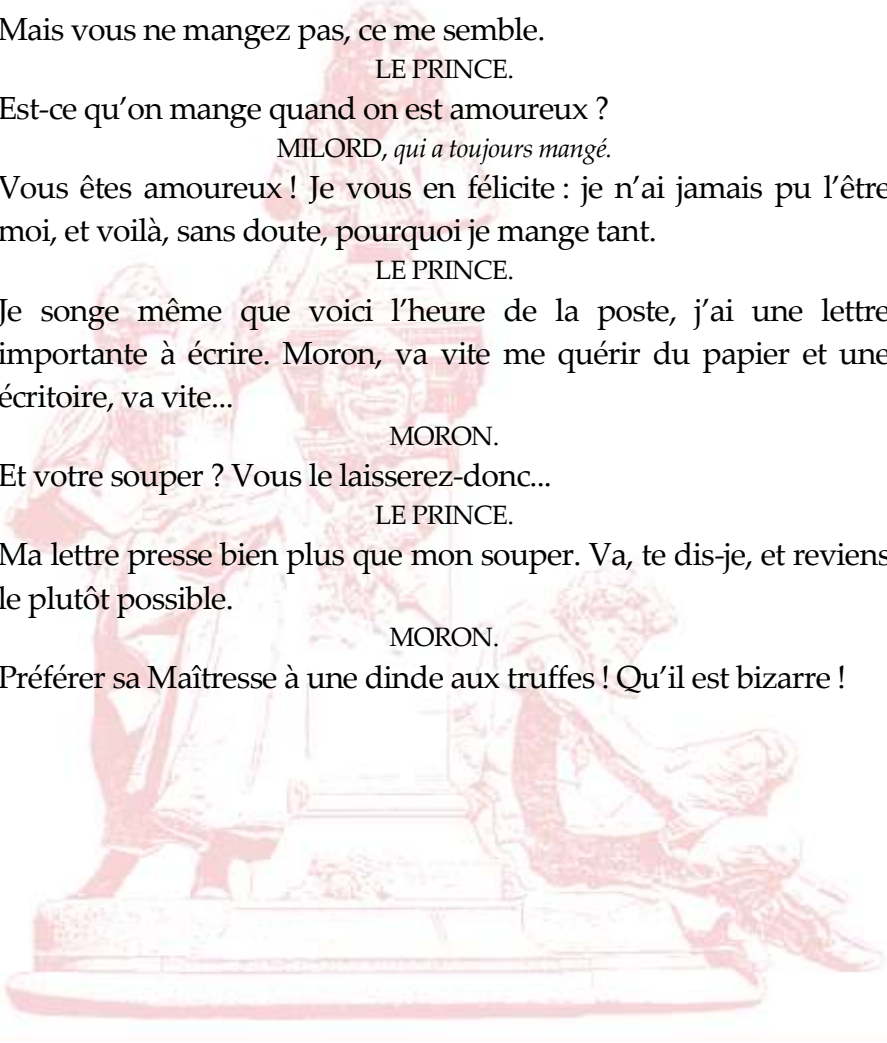 Mais vous ne mangez pas, ce me semble.
LE PRINCE.
Est-ce qu’on mange quand on est amoureux ?
MILORD, qui a toujours mangé.
Vous êtes amoureux ! Je vous en félicite : je n’ai jamais pu l’être
moi, et voilà, sans doute, pourquoi je mange tant.
LE PRINCE.
Je songe même que voici l’heure de la poste, j’ai une lettre
importante à écrire. Moron, va vite me quérir du papier et une
écritoire, va vite...
MORON.
Et votre souper ? Vous le laisserez-donc...
LE PRINCE.
Ma lettre presse bien plus que mon souper. Va, te dis-je, et reviens
le plutôt possible.
MORON.
Préférer sa Maîtresse à une dinde aux truffes ! Qu’il est bizarre !